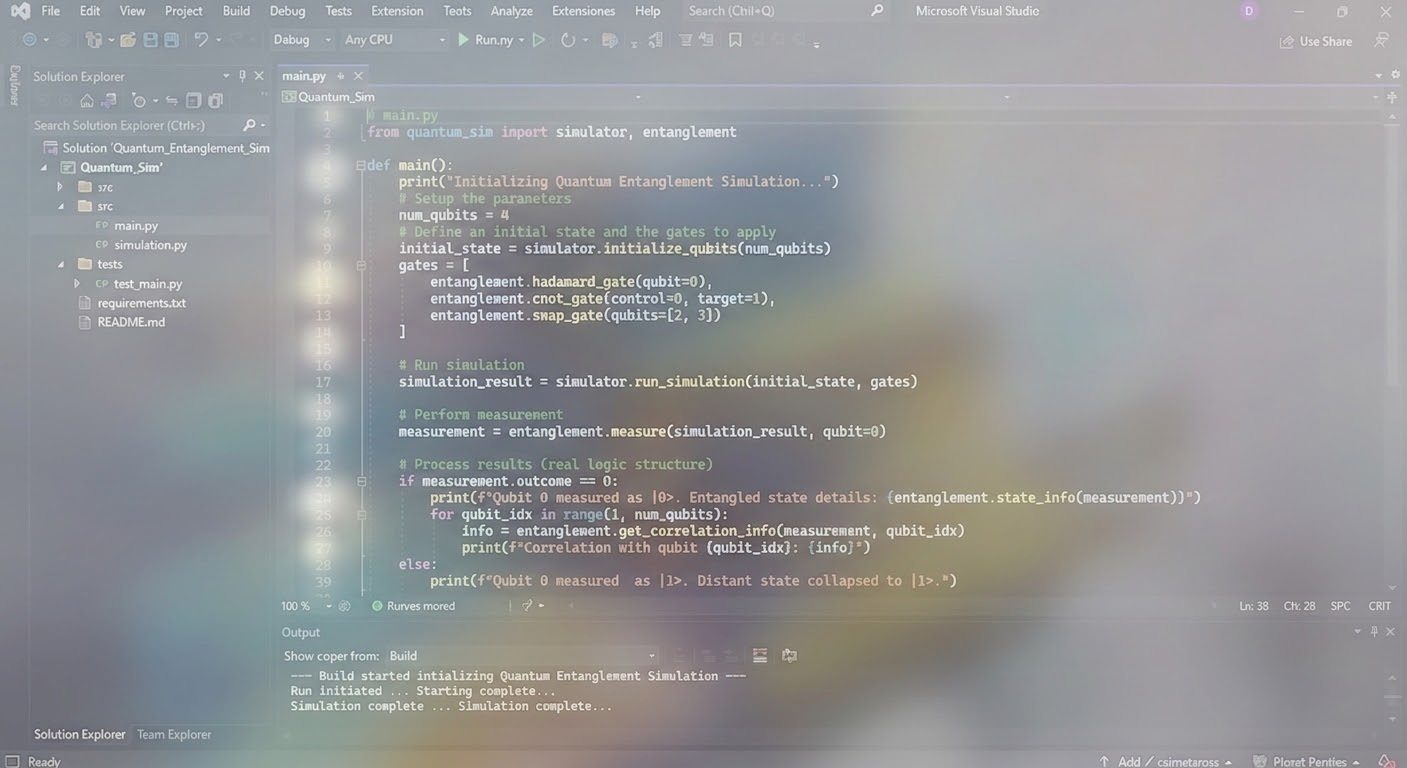 File Edit View Project Build Debug Tests Extension Teots Analyze Extensiones Help Search (Chil+Q) Microsoft Visual Studio D
Debug Any CPU Run.ny Use Share
Solution Explorer
Search Solution Explorer (Ctrl+;)
Solution 'Quantum_Entanglement_Sim
Quantum_Sim'
src
main.py
simulation.py
tests
test_main.py
requirements.txt
README.md
Solution Explorer Team Explorer
main.py
Quantum_Sim
1 # main.py
2 from quantum_sim import simulator, entanglement
3
4 def main():
5 print("Initializing Quantum Entanglement Simulation...")
6 # Setup the parameters
7 num_qubits = 4
8 # Define an initial state and the gates to apply
9 initial_state = simulator.initialize_qubits(num_qubits)
10 gates = [
11 entanglement.hadamard_gate(qubit=0),
12 entanglement.cnot_gate(control=0, target=1),
13 entanglement.swap_gate(qubits=[2, 3])
14 ]
15
16 # Run simulation
17 simulation_result = simulator.run_simulation(initial_state, gates)
18
19 # Perform measurement
20 measurement = entanglement.measure(simulation_result, qubit=0)
21
22 # Process results (real logic structure)
23 if measurement.outcome == 0:
24 print(f"Qubit 0 measured as |0>. Entangled state details: {entanglement.state_info(measurement)}")
25 for qubit_idx in range(1, num_qubits):
26 info = entanglement.get_correlation_info(measurement, qubit_idx)
27 print(f"Correlation with qubit {qubit_idx}: {info}")
28 else:
39 print(f"Qubit 0 measured as |1>. Distant state collapsed to |1>.")
100 % Rurves mored Ln: 38 Ch: 28 SPC CRIT
Output
Show coper from: Build
--- Build started intializing Quantum Entanglement Simulation ---
Run initiated ... Starting complete...
Simulation complete ... Simulation complete...
Ready Add / csimetaross Plorat Penties